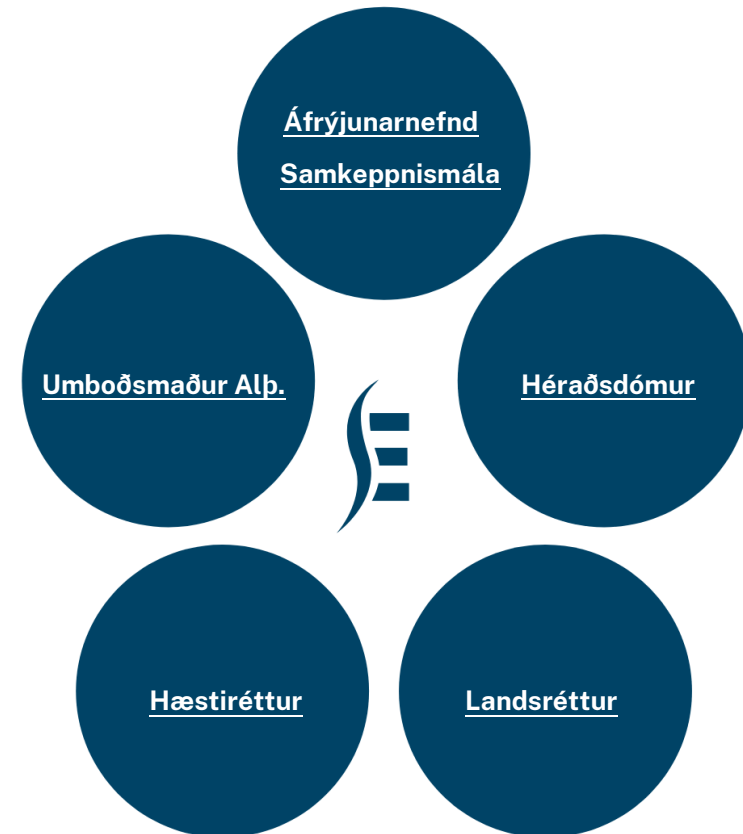 Áfrýjunarnefnd
Samkeppnismála
Umboðsmaður Alþ.
Héraðsdómur
Hæstiréttur
Landsréttur